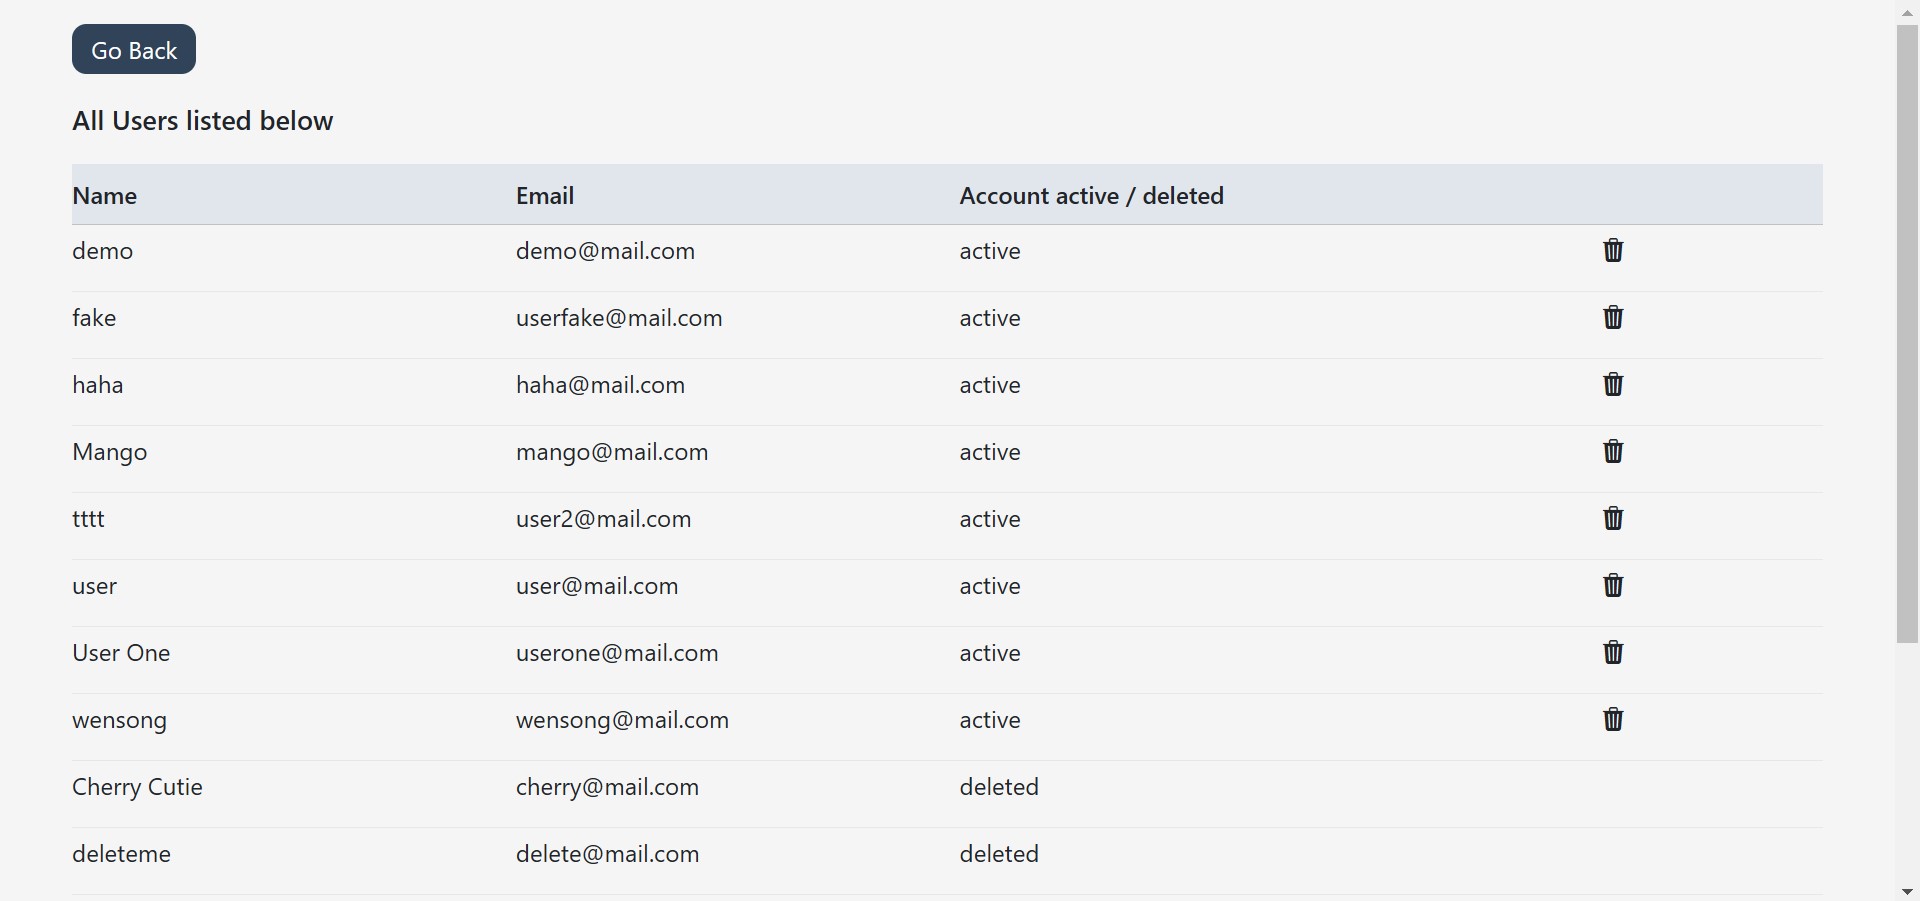 Go Back
All Users listed below
Name Email Account active / deleted
demo demo@mail.com active
fake userfake@mail.com active
haha haha@mail.com active
Mango mango@mail.com active
tttt user2@mail.com active
user user@mail.com active
User One userone@mail.com active
wensong wensong@mail.com active
Cherry Cutie cherry@mail.com deleted
deleteme delete@mail.com deleted